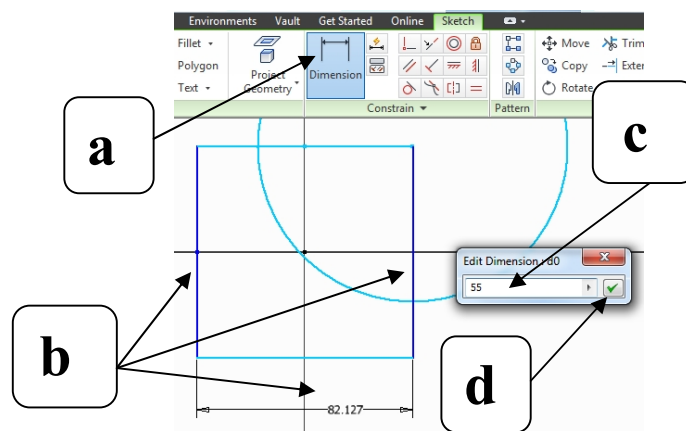 Environments Vault Get Started Online Sketch
Fillet Move Trim
Polygon Project Geometry Dimension Copy
Text Rotate
Constrain Pattern
a
c
Edit Dimension : d0
55
b
d
82.127